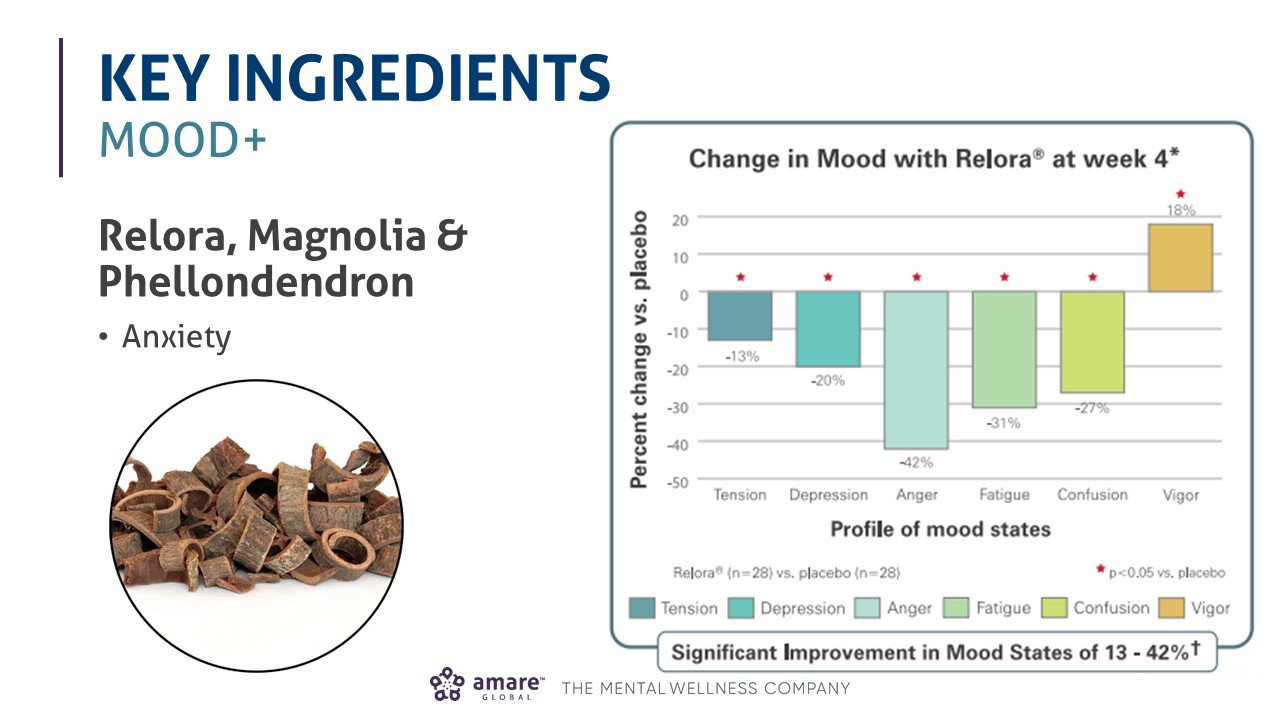 KEY INGREDIENTS
MOOD+
Relora, Magnolia &
Phellondendron
• Anxiety
Change in Mood with Relora® at week 4*
Percent change vs. placebo
20
10
0
-10
-20
-30
-40
-50
18%
-13%
-20%
-42%
-31%
-27%
Tension Depression Anger Fatigue Confusion Vigor
Profile of mood states
Relora® (n=28) vs. placebo (n=28)
★ p<0.05 vs. placebo
Tension Depression Anger Fatigue Confusion Vigor
Significant Improvement in Mood States of 13 - 42%†
amare™
GLOBAL
THE MENTAL WELLNESS COMPANY